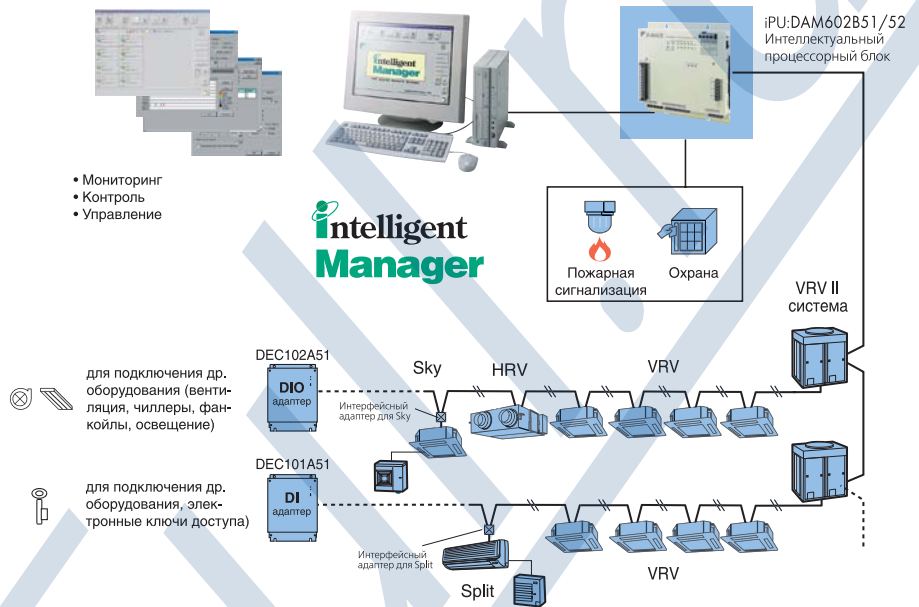 iPU:DAM602B51/52
Интеллектуальный
процессорный блок
intelligent
Manager
• Мониторинг
• Контроль
• Управление
intelligent
Manager
Пожарная
сигнализация
Охрана
VRV II
система
DEC102A51
DIO
адаптер
для подключения др.
оборудования (венти-
ляция, чиллеры, фан-
койлы, освещение)
Sky
HRV
VRV
Интерфейсный
адаптер для Sky
DEC101A51
DI
адаптер
для подключения др.
оборудования, элек-
тронные ключи доступа)
Интерфейсный
адаптер для Split
Split
VRV